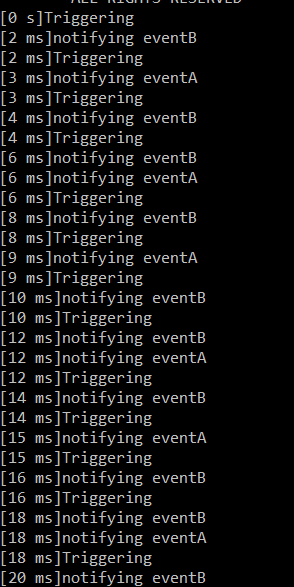 ALL RIGHTS RESERVED
[0 s]Triggering
[2 ms]notifying eventB
[2 ms]Triggering
[3 ms]notifying eventA
[3 ms]Triggering
[4 ms]notifying eventB
[4 ms]Triggering
[6 ms]notifying eventB
[6 ms]notifying eventA
[6 ms]Triggering
[8 ms]notifying eventB
[8 ms]Triggering
[9 ms]notifying eventA
[9 ms]Triggering
[10 ms]notifying eventB
[10 ms]Triggering
[12 ms]notifying eventB
[12 ms]notifying eventA
[12 ms]Triggering
[14 ms]notifying eventB
[14 ms]Triggering
[15 ms]notifying eventA
[15 ms]Triggering
[16 ms]notifying eventB
[16 ms]Triggering
[18 ms]notifying eventB
[18 ms]notifying eventA
[18 ms]Triggering
[20 ms]notifying eventB